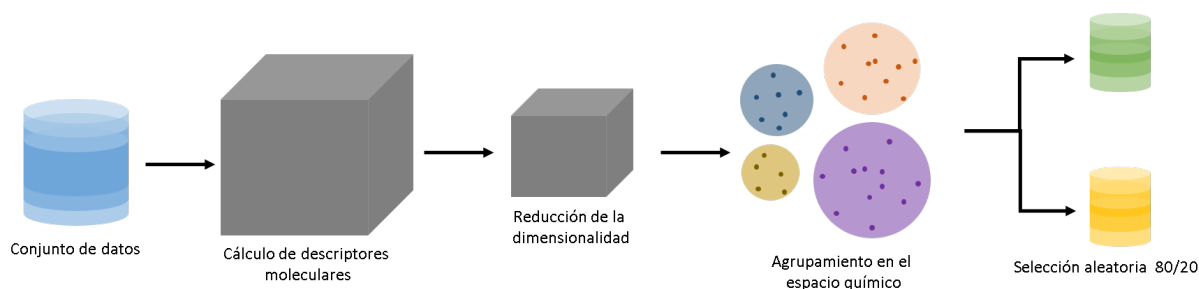 Conjunto de datos
Cálculo de descriptores
moleculares
Reducción de la
dimensionalidad
Agrupamiento en el
espacio químico
Selección aleatoria 80/20